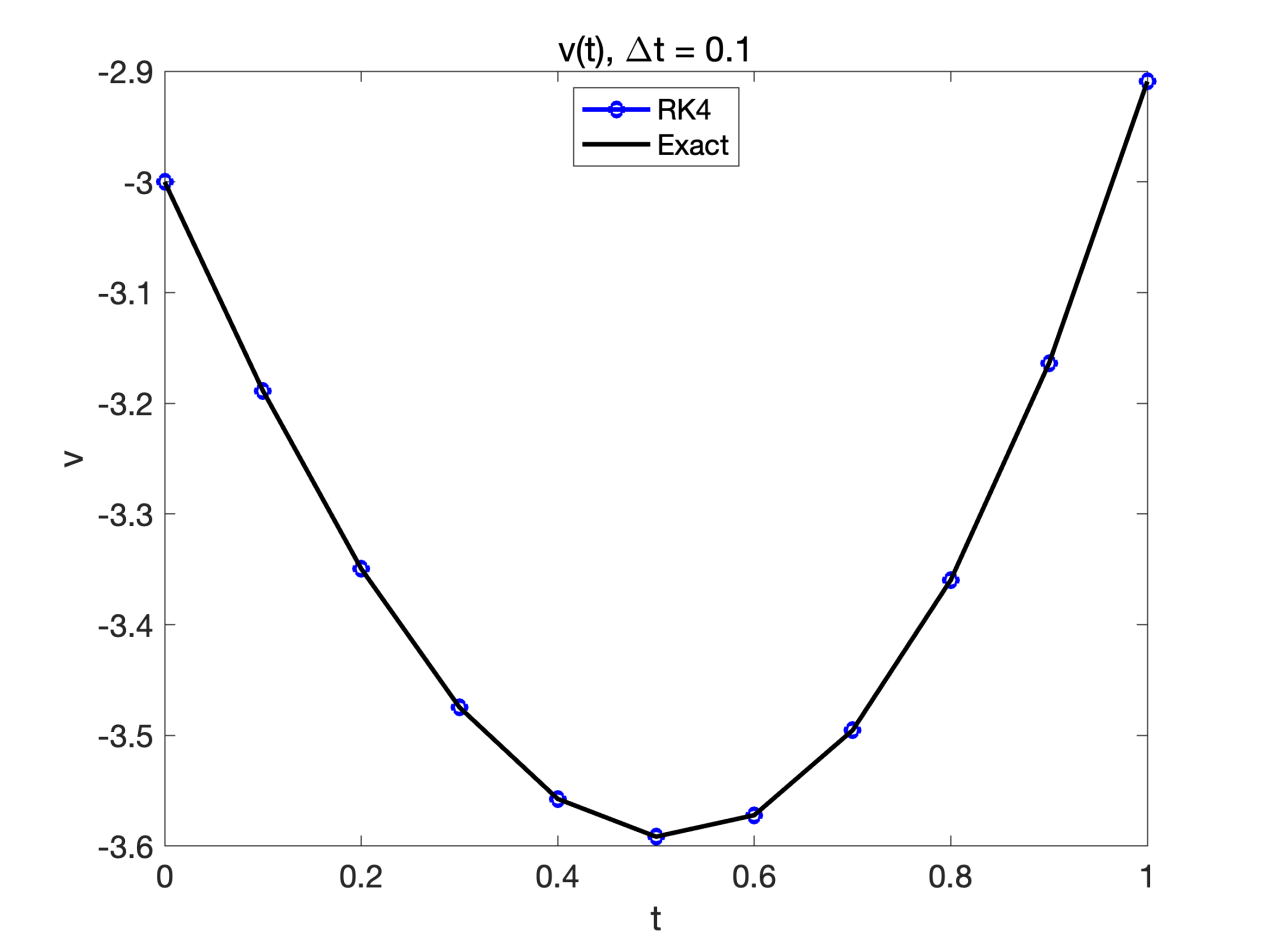 v(t), Δt = 0.1
RK4
Exact
-2.9
-3
-3.1
-3.2
-3.3
-3.4
-3.5
-3.6
v
0 0.2 0.4 0.6 0.8 1
t